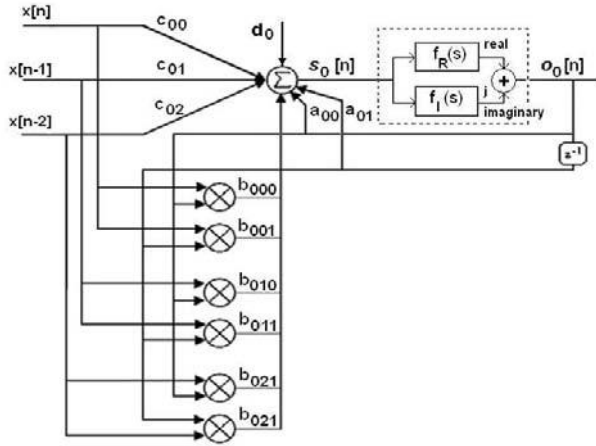 x[n]
x[n-1]
x[n-2]
c00
c01
c02
d0
Σ
s0 [n]
a00
a01
fR(s)
fI(s)
real
j
imaginary
+
o0 [n]
z-1
b000
b001
b010
b011
b021
b021